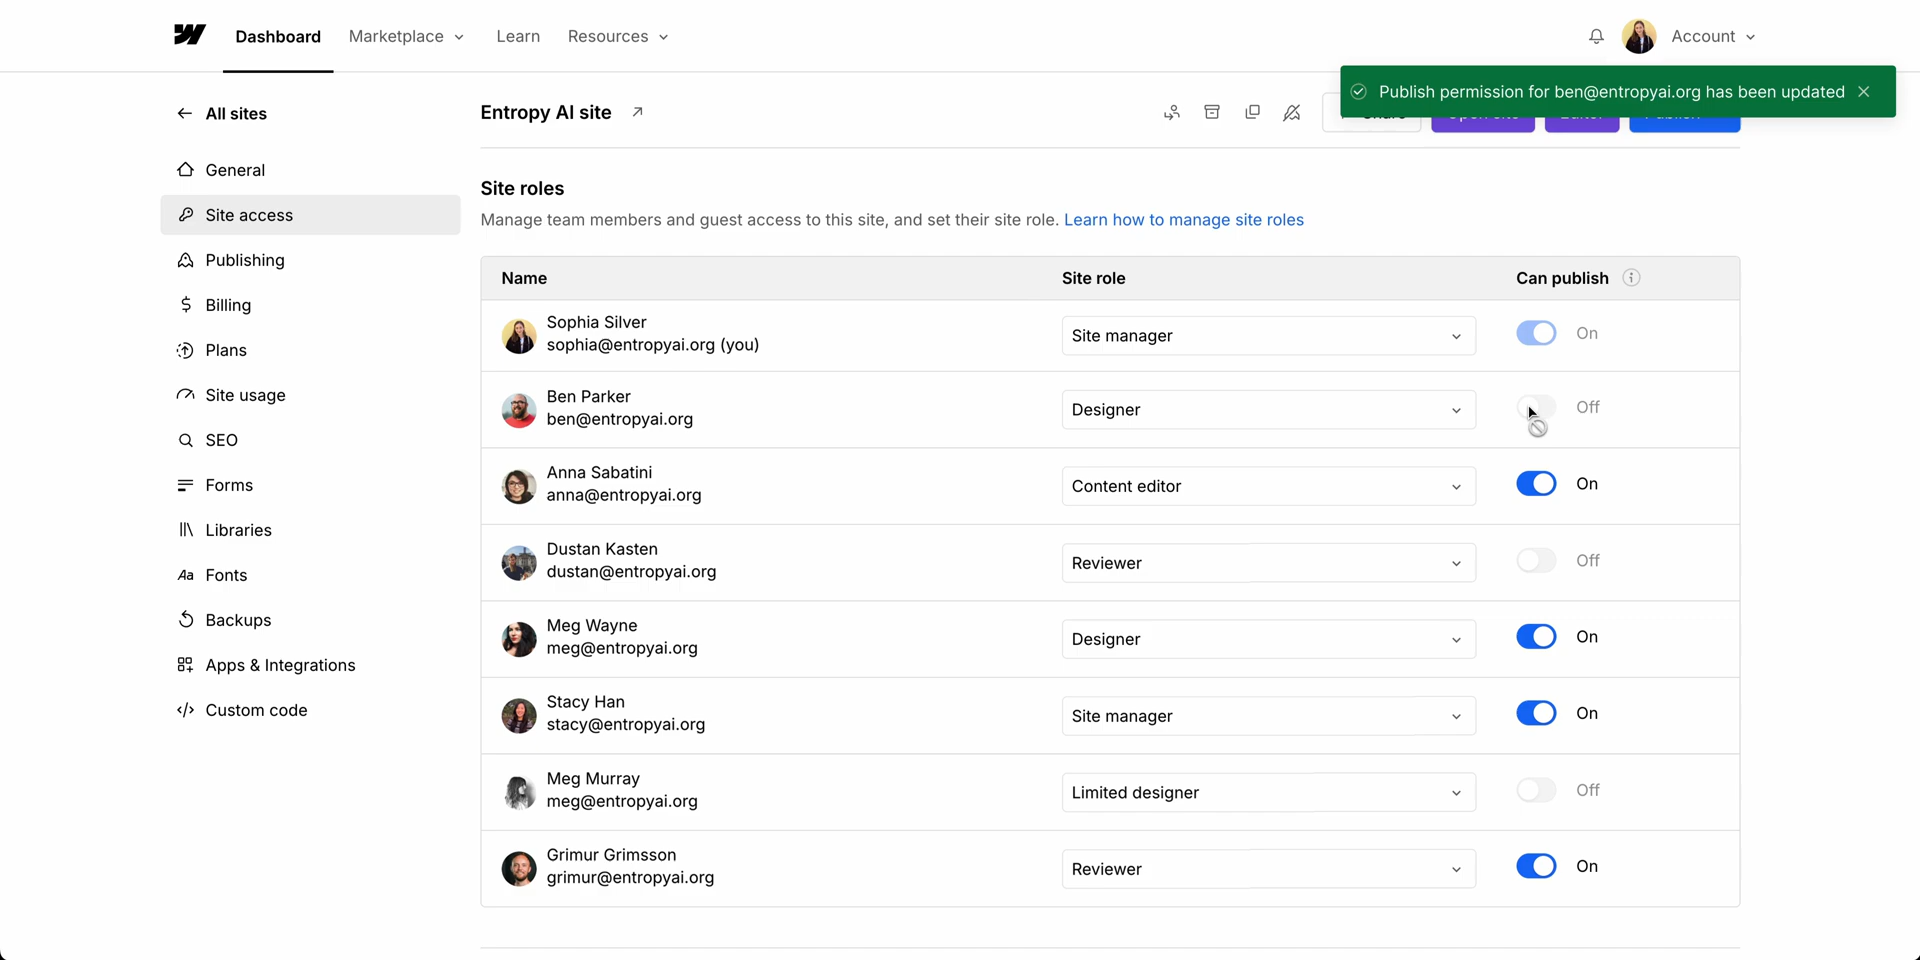 Dashboard
Marketplace
Learn
Resources
Account
Publish permission for ben@entropyai.org has been updated
All sites
General
Site access
Publishing
Billing
Plans
Site usage
SEO
Forms
Libraries
Aa Fonts
Backups
Apps & Integrations
Custom code
Entropy AI site
Site roles
Manage team members and guest access to this site, and set their site role. Learn how to manage site roles
Name Site role Can publish
Sophia Silver
sophia@entropyai.org (you)
Site manager
On
Ben Parker
ben@entropyai.org
Designer
Off
Anna Sabatini
anna@entropyai.org
Content editor
On
Dustan Kasten
dustan@entropyai.org
Reviewer
Off
Meg Wayne
meg@entropyai.org
Designer
On
Stacy Han
stacy@entropyai.org
Site manager
On
Meg Murray
meg@entropyai.org
Limited designer
Off
Grimur Grimsson
grimur@entropyai.org
Reviewer
On